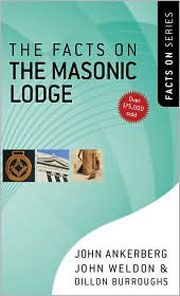 THE FACTS ON
THE MASONIC
LODGE
FACTS ON SERIES
Over
175,000
sold
JOHN ANKERBERG
JOHN WELDON &
DILLON BURROUGHS